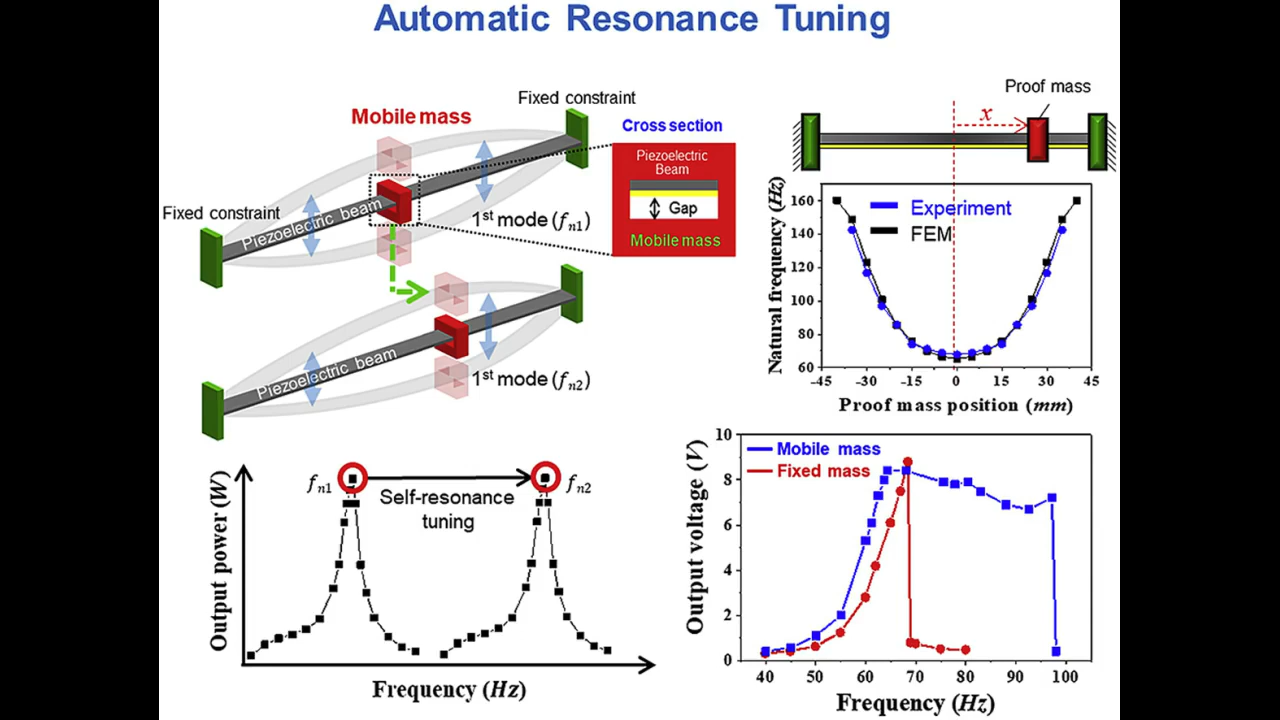 Automatic Resonance Tuning
Fixed constraint
Mobile mass
Cross section
Piezoelectric
Beam
Gap
Mobile mass
Fixed constraint
Piezoelectric beam
1st mode (fn1)
Piezoelectric beam
1st mode (fn2)
Proof mass
x
Natural frequency (Hz)
160
140
120
100
80
60
Experiment
FEM
-45 -30 -15 0 15 30 45
Proof mass position (mm)
Output power (W)
fn1
Self-resonance
tuning
fn2
Frequency (Hz)
Output voltage (V)
10
8
6
4
2
0
Mobile mass
Fixed mass
40 50 60 70 80 90 100
Frequency (Hz)